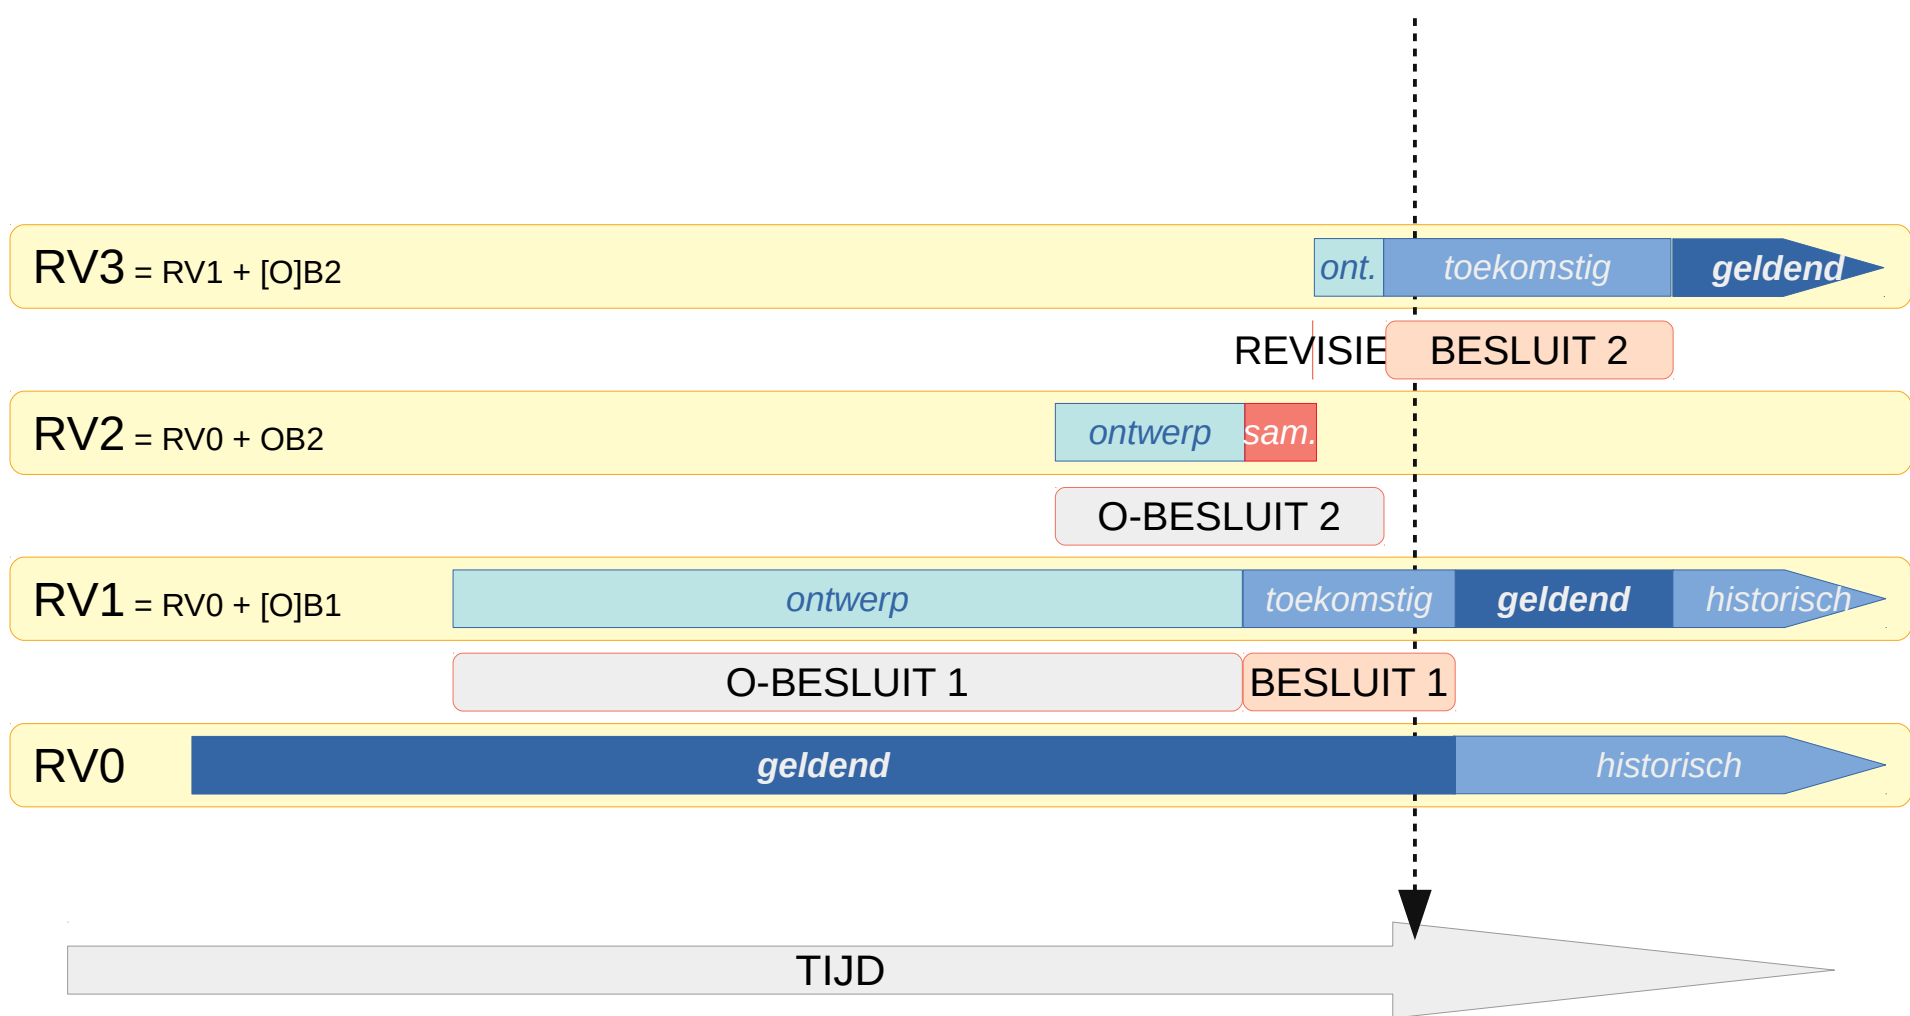 RV3 = RV1 + [O]B2
ont.
toekomstig
geldend
REVISIE
BESLUIT 2
RV2 = RV0 + OB2
ontwerp
sam.
O-BESLUIT 2
RV1 = RV0 + [O]B1
ontwerp
toekomstig
geldend
historisch
O-BESLUIT 1
BESLUIT 1
RV0
geldend
historisch
TIJD